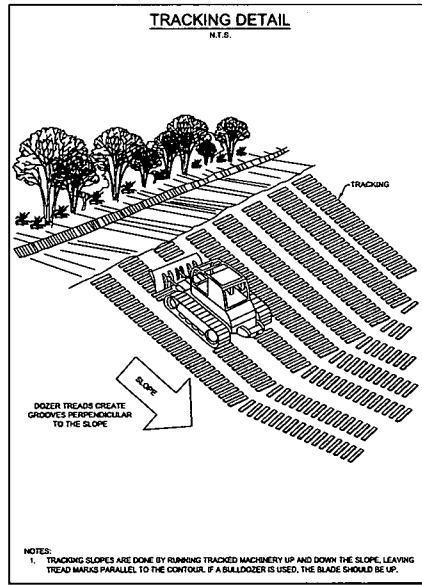 TRACKING DETAIL
N.T.S.
TRACKING
SLOPE
DOZER TREADS CREATE
GROOVES PERPENDICULAR
TO THE SLOPE
NOTES:
1. TRACKING SLOPES ARE DONE BY RUNNING TRACKED MACHINERY UP AND DOWN THE SLOPE, LEAVING
TREAD MARKS PARALLEL TO THE CONTOUR. IF A BULLDOZER IS USED, THE BLADE SHOULD BE UP.